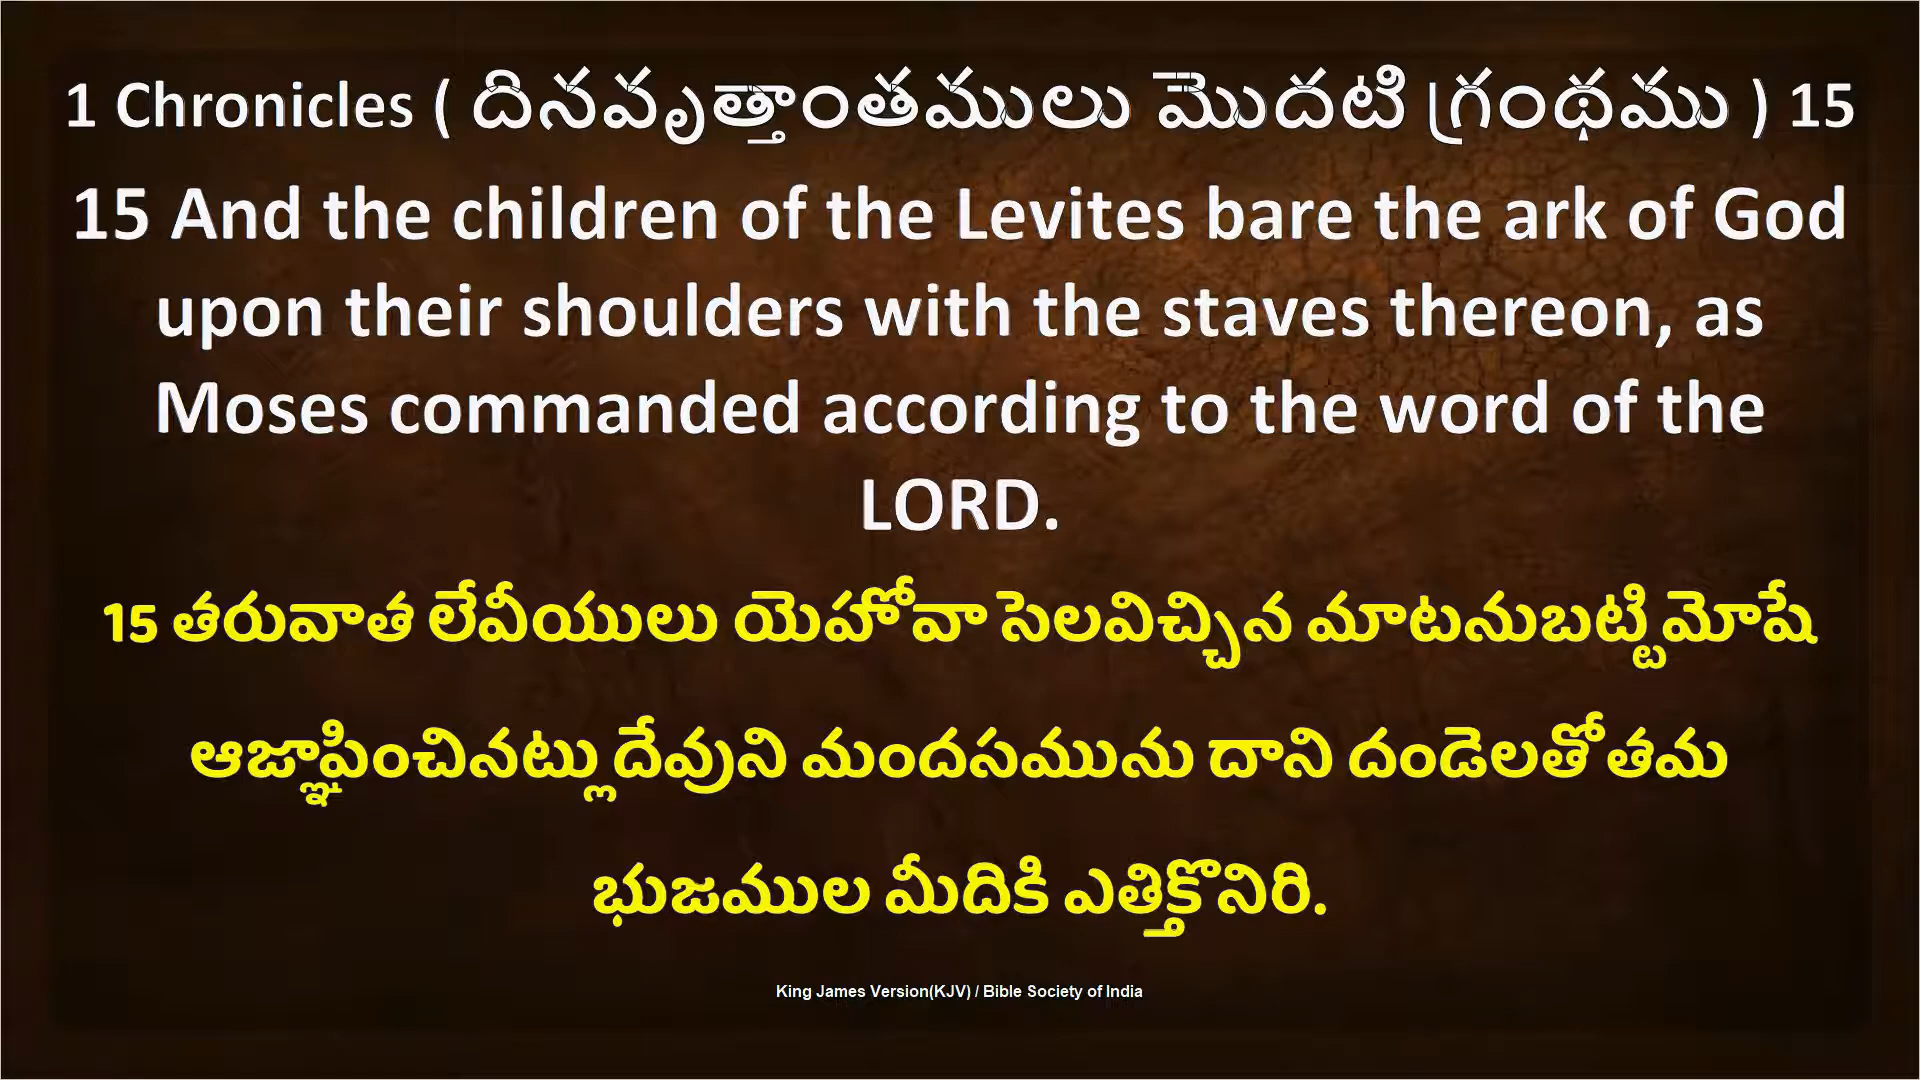 1 Chronicles ( దినవృత్తాంతములు మొదటి గ్రంథము ) 15
15 And the children of the Levites bare the ark of God
upon their shoulders with the staves thereon, as
Moses commanded according to the word of the
LORD.
15 తరువాత లేవీయులు యెహోవా సెలవిచ్చిన మాటనుబట్టి మోషే
ఆజ్ఞాపించినట్లు దేవుని మందసమును దాని దండెలతో తమ
భుజముల మీదికి ఎత్తికొనిరి.
King James Version(KJV) / Bible Society of India